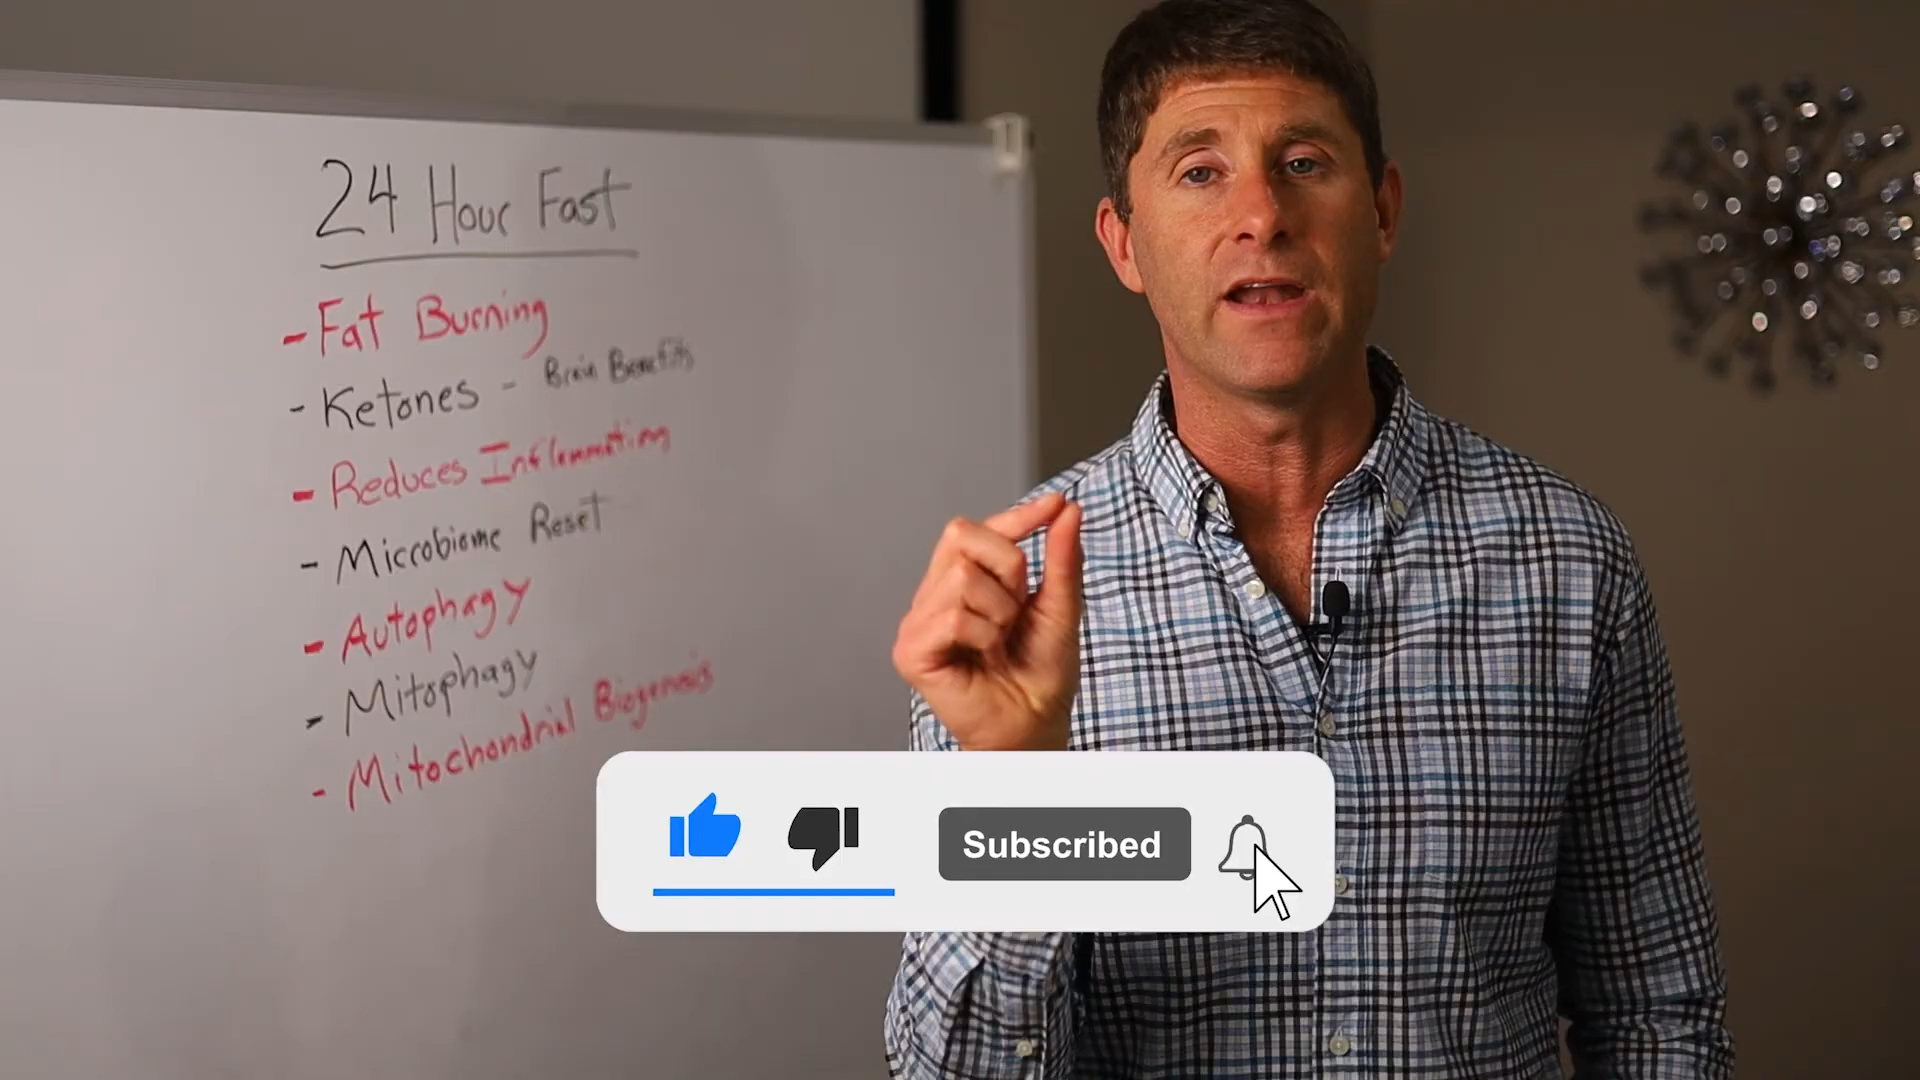 24 Hour Fast
- Fat Burning
- Ketones - Brain Benefits
- Reduces Inflammation
- Microbiome Reset
- Autophagy
- Mitophagy
- Mitochondrial Biogenesis
Subscribed